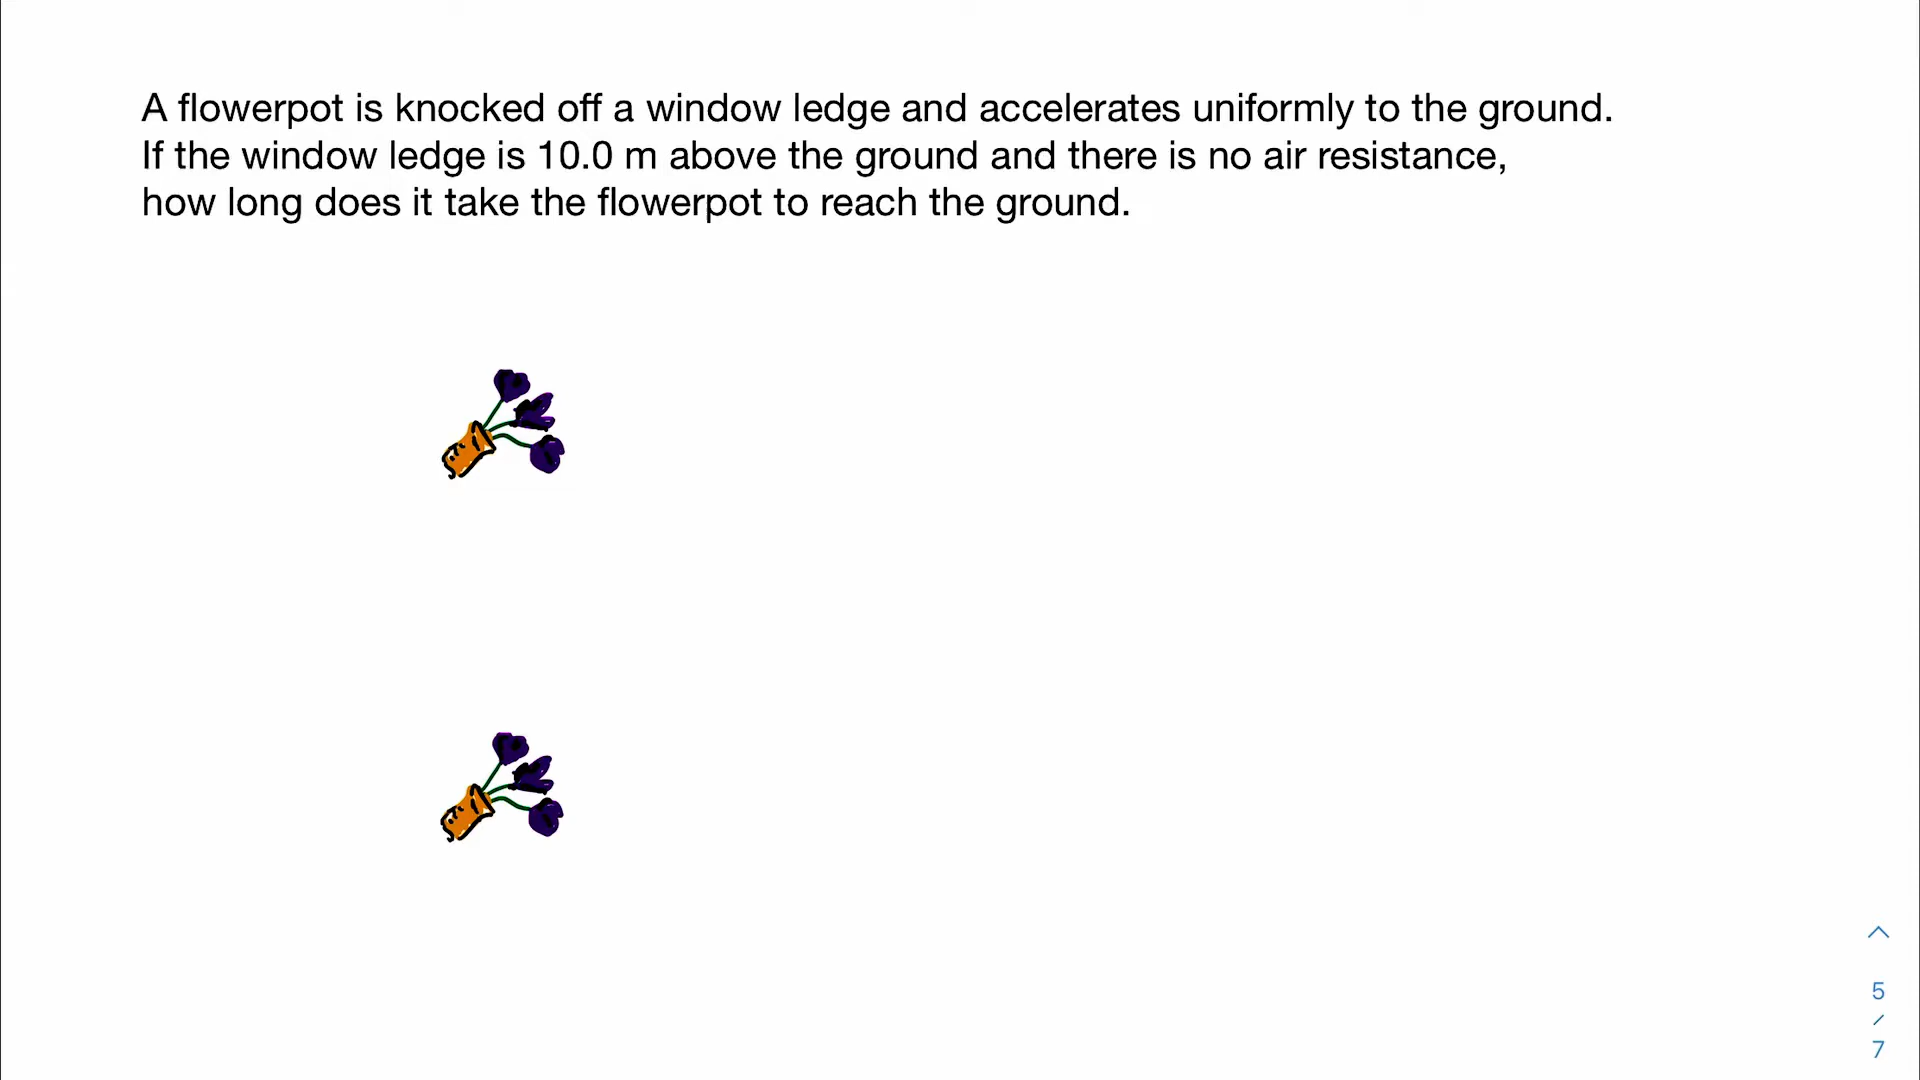 A flowerpot is knocked off a window ledge and accelerates uniformly to the ground.
If the window ledge is 10.0 m above the ground and there is no air resistance,
how long does it take the flowerpot to reach the ground.
5
/
7